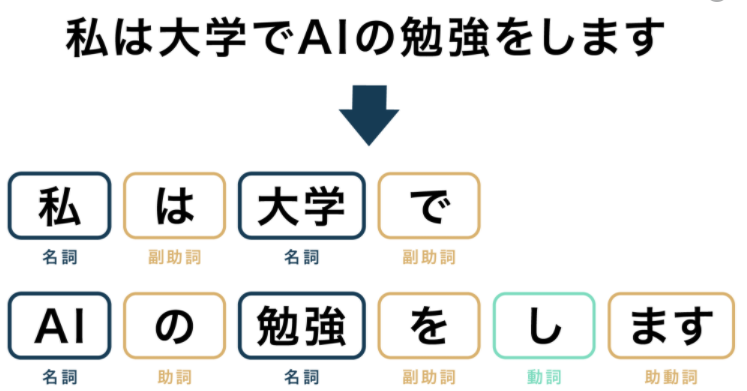 私は大学でAIの勉強をします
私 は 大学 で
名詞 副助詞 名詞 副助詞
AI の 勉強 を し ます
名詞 助詞 名詞 副助詞 動詞 助動詞